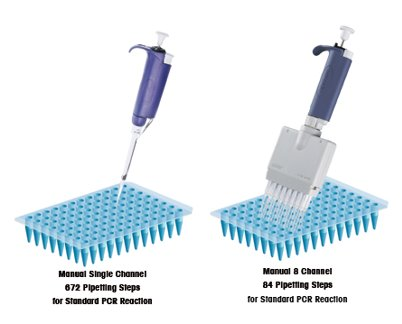 Manual Single Channel
672 Pipetting Steps
for Standard PCR Reaction
Manual 8 Channel
84 Pipetting Steps
for Standard PCR Reaction